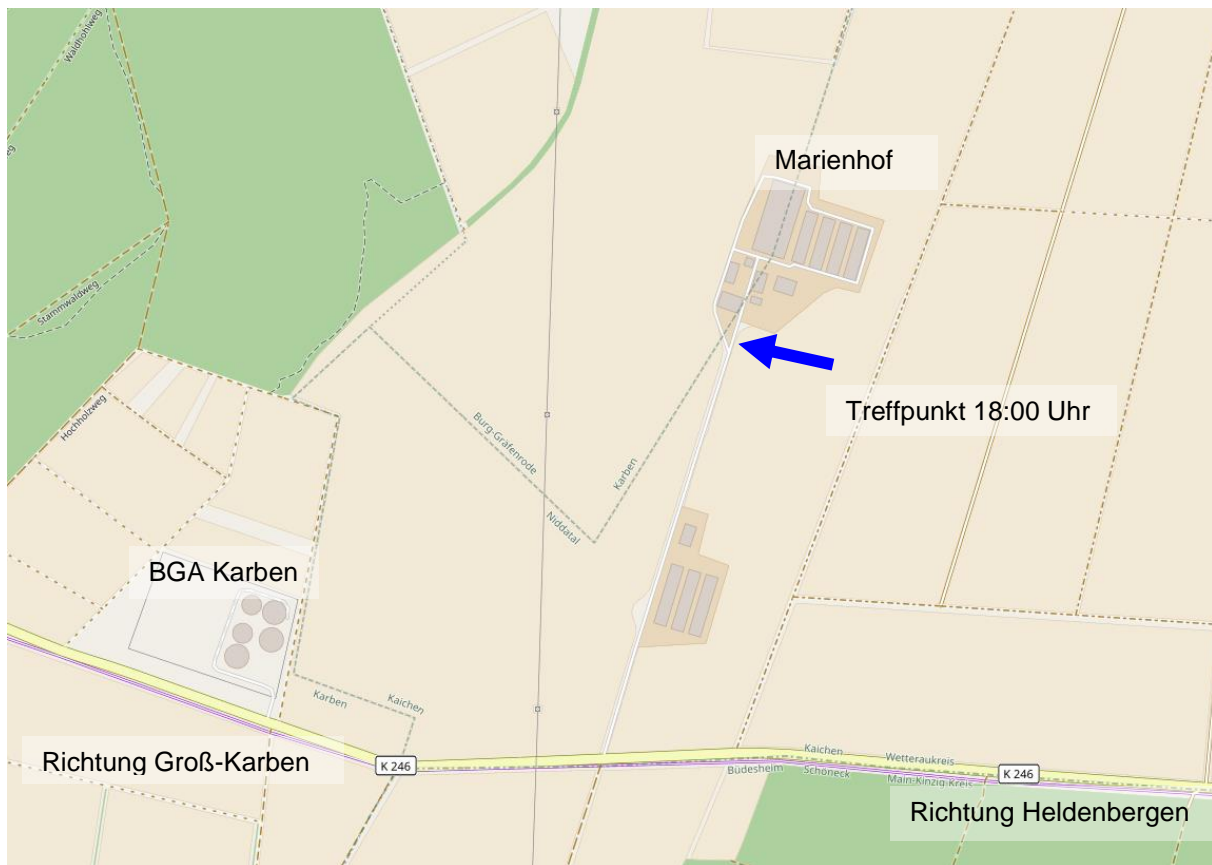 Waldhohlweg
Marienhof
Stammwaldweg
Treffpunkt 18:00 Uhr
Hochholzweg
Burg-Gräfenrode
Karben
Niddatal
BGA Karben
Karben
Kaichen
Richtung Groß-Karben
K 246
Kaichen
Wetteraukreis
Büdesheim
Schöneck
Main-Kinzig-Kreis
K 246
Richtung Heldenbergen